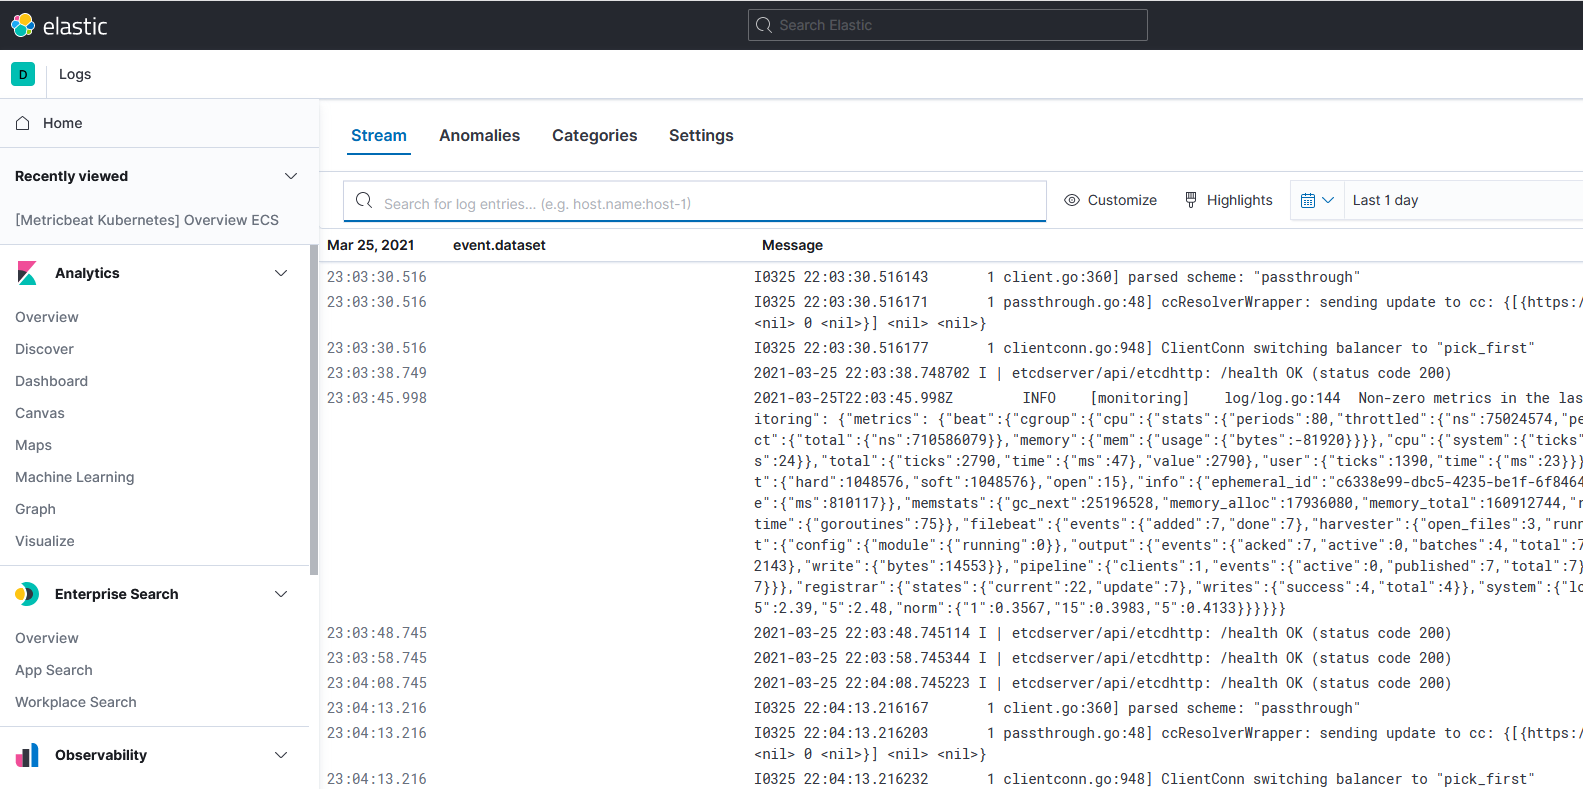 elastic
Search Elastic
D Logs
Home
Recently viewed
[Metricbeat Kubernetes] Overview ECS
Analytics
Overview
Discover
Dashboard
Canvas
Maps
Machine Learning
Graph
Visualize
Enterprise Search
Overview
App Search
Workplace Search
Observability
Stream Anomalies Categories Settings
Search for log entries... (e.g. host.name:host-1)
Customize Highlights Last 1 day
Mar 25, 2021 event.dataset Message
23:03:30.516 I0325 22:03:30.516143 1 client.go:360] parsed scheme: "passthrough"
23:03:30.516 I0325 22:03:30.516171 1 passthrough.go:48] ccResolverWrapper: sending update to cc: {[{https:/
<nil> 0 <nil>}] <nil> <nil>}
23:03:30.516 I0325 22:03:30.516177 1 clientconn.go:948] ClientConn switching balancer to "pick_first"
23:03:38.749 2021-03-25 22:03:38.748702 I | etcdserver/api/etcdhttp: /health OK (status code 200)
23:03:45.998 2021-03-25T22:03:45.998Z INFO [monitoring] log/log.go:144 Non-zero metrics in the las
itoring": {"metrics": {"beat":{"cgroup":{"cpu":{"stats":{"periods":80,"throttled":{"ns":75024574,"pe
ct":{"total":{"ns":710586079}},"memory":{"mem":{"usage":{"bytes":-81920}}}},"cpu":{"system":{"ticks"
s":24}},"total":{"ticks":2790,"time":{"ms":47},"value":2790},"user":{"ticks":1390,"time":{"ms":23}}}
t":{"hard":1048576,"soft":1048576},"open":15},"info":{"ephemeral_id":"c6338e99-dbc5-4235-be1f-6f8464
e":{"ms":810117}},"memstats":{"gc_next":25196528,"memory_alloc":17936080,"memory_total":160912744,"r
time":{"goroutines":75}},"filebeat":{"events":{"added":7,"done":7},"harvester":{"open_files":3,"runn
t":{"config":{"module":{"running":0}},"output":{"events":{"acked":7,"active":0,"batches":4,"total":7
2143},"write":{"bytes":14553}},"pipeline":{"clients":1,"events":{"active":0,"published":7,"total":7}
7}}},"registrar":{"states":{"current":22,"update":7},"writes":{"success":4,"total":4}},"system":{"lo
5":2.39,"5":2.48,"norm":{"1":0.3567,"15":0.3983,"5":0.4133}}}}}}
23:03:48.745 2021-03-25 22:03:48.745114 I | etcdserver/api/etcdhttp: /health OK (status code 200)
23:03:58.745 2021-03-25 22:03:58.745344 I | etcdserver/api/etcdhttp: /health OK (status code 200)
23:04:08.745 2021-03-25 22:04:08.745223 I | etcdserver/api/etcdhttp: /health OK (status code 200)
23:04:13.216 I0325 22:04:13.216167 1 client.go:360] parsed scheme: "passthrough"
23:04:13.216 I0325 22:04:13.216203 1 passthrough.go:48] ccResolverWrapper: sending update to cc: {[{https:/
<nil> 0 <nil>}] <nil> <nil>}
23:04:13.216 I0325 22:04:13.216232 1 clientconn.go:948] ClientConn switching balancer to "pick_first"